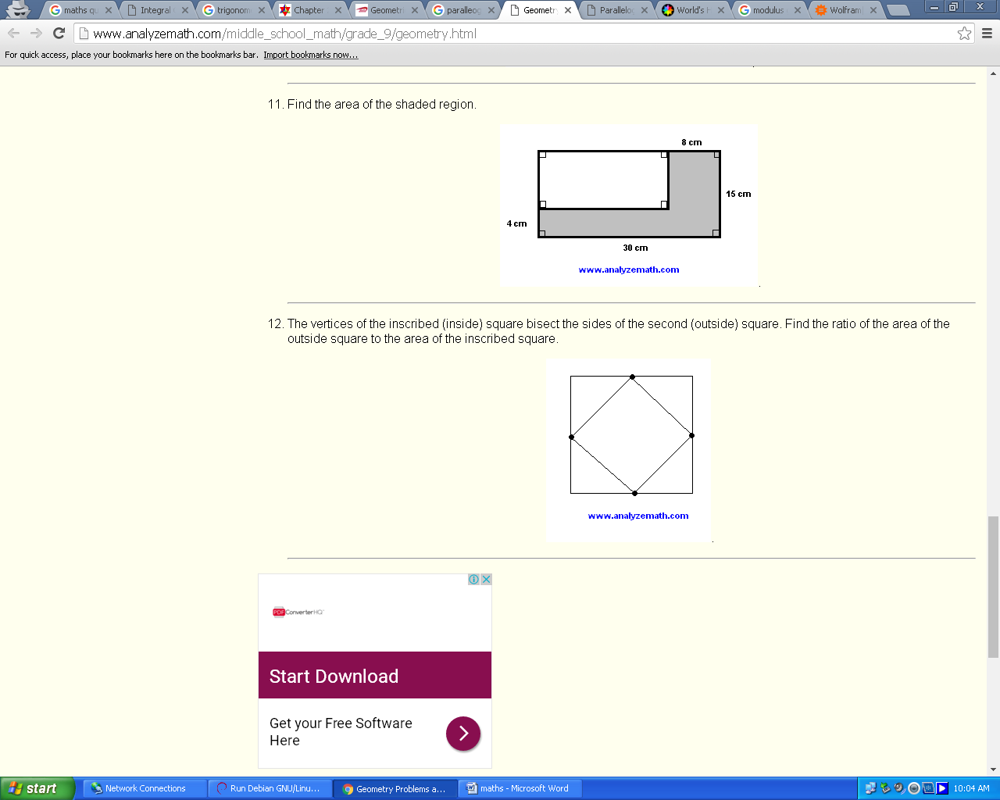 maths qu
Integral
trigonom
Chapter
Geometri
paralleog
Geometry
Parallelog
World's H
modulus
Wolfram
www.analyzemath.com/middle_school_math/grade_9/geometry.html
For quick access, place your bookmarks here on the bookmarks bar. Import bookmarks now...
11. Find the area of the shaded region.
8 cm
15 cm
4 cm
30 cm
www.analyzemath.com
12. The vertices of the inscribed (inside) square bisect the sides of the second (outside) square. Find the ratio of the area of the
outside square to the area of the inscribed square.
www.analyzemath.com
PDF ConverterHQ
Start Download
Get your Free Software
Here
start
Network Connections
Run Debian GNU/Linu...
Geometry Problems a...
maths - Microsoft Word
10:04 AM